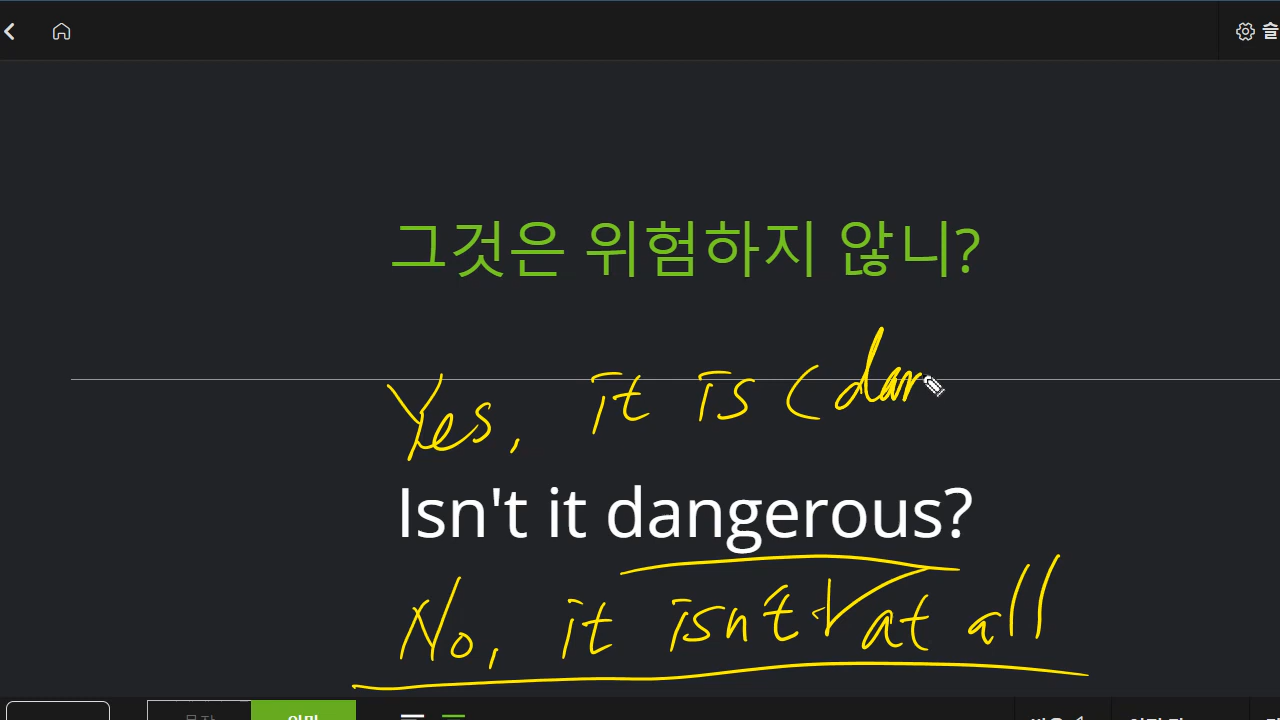 슬
그것은 위험하지 않니?
Yes, it is (dan
Isn't it dangerous?
No, it isn't at all